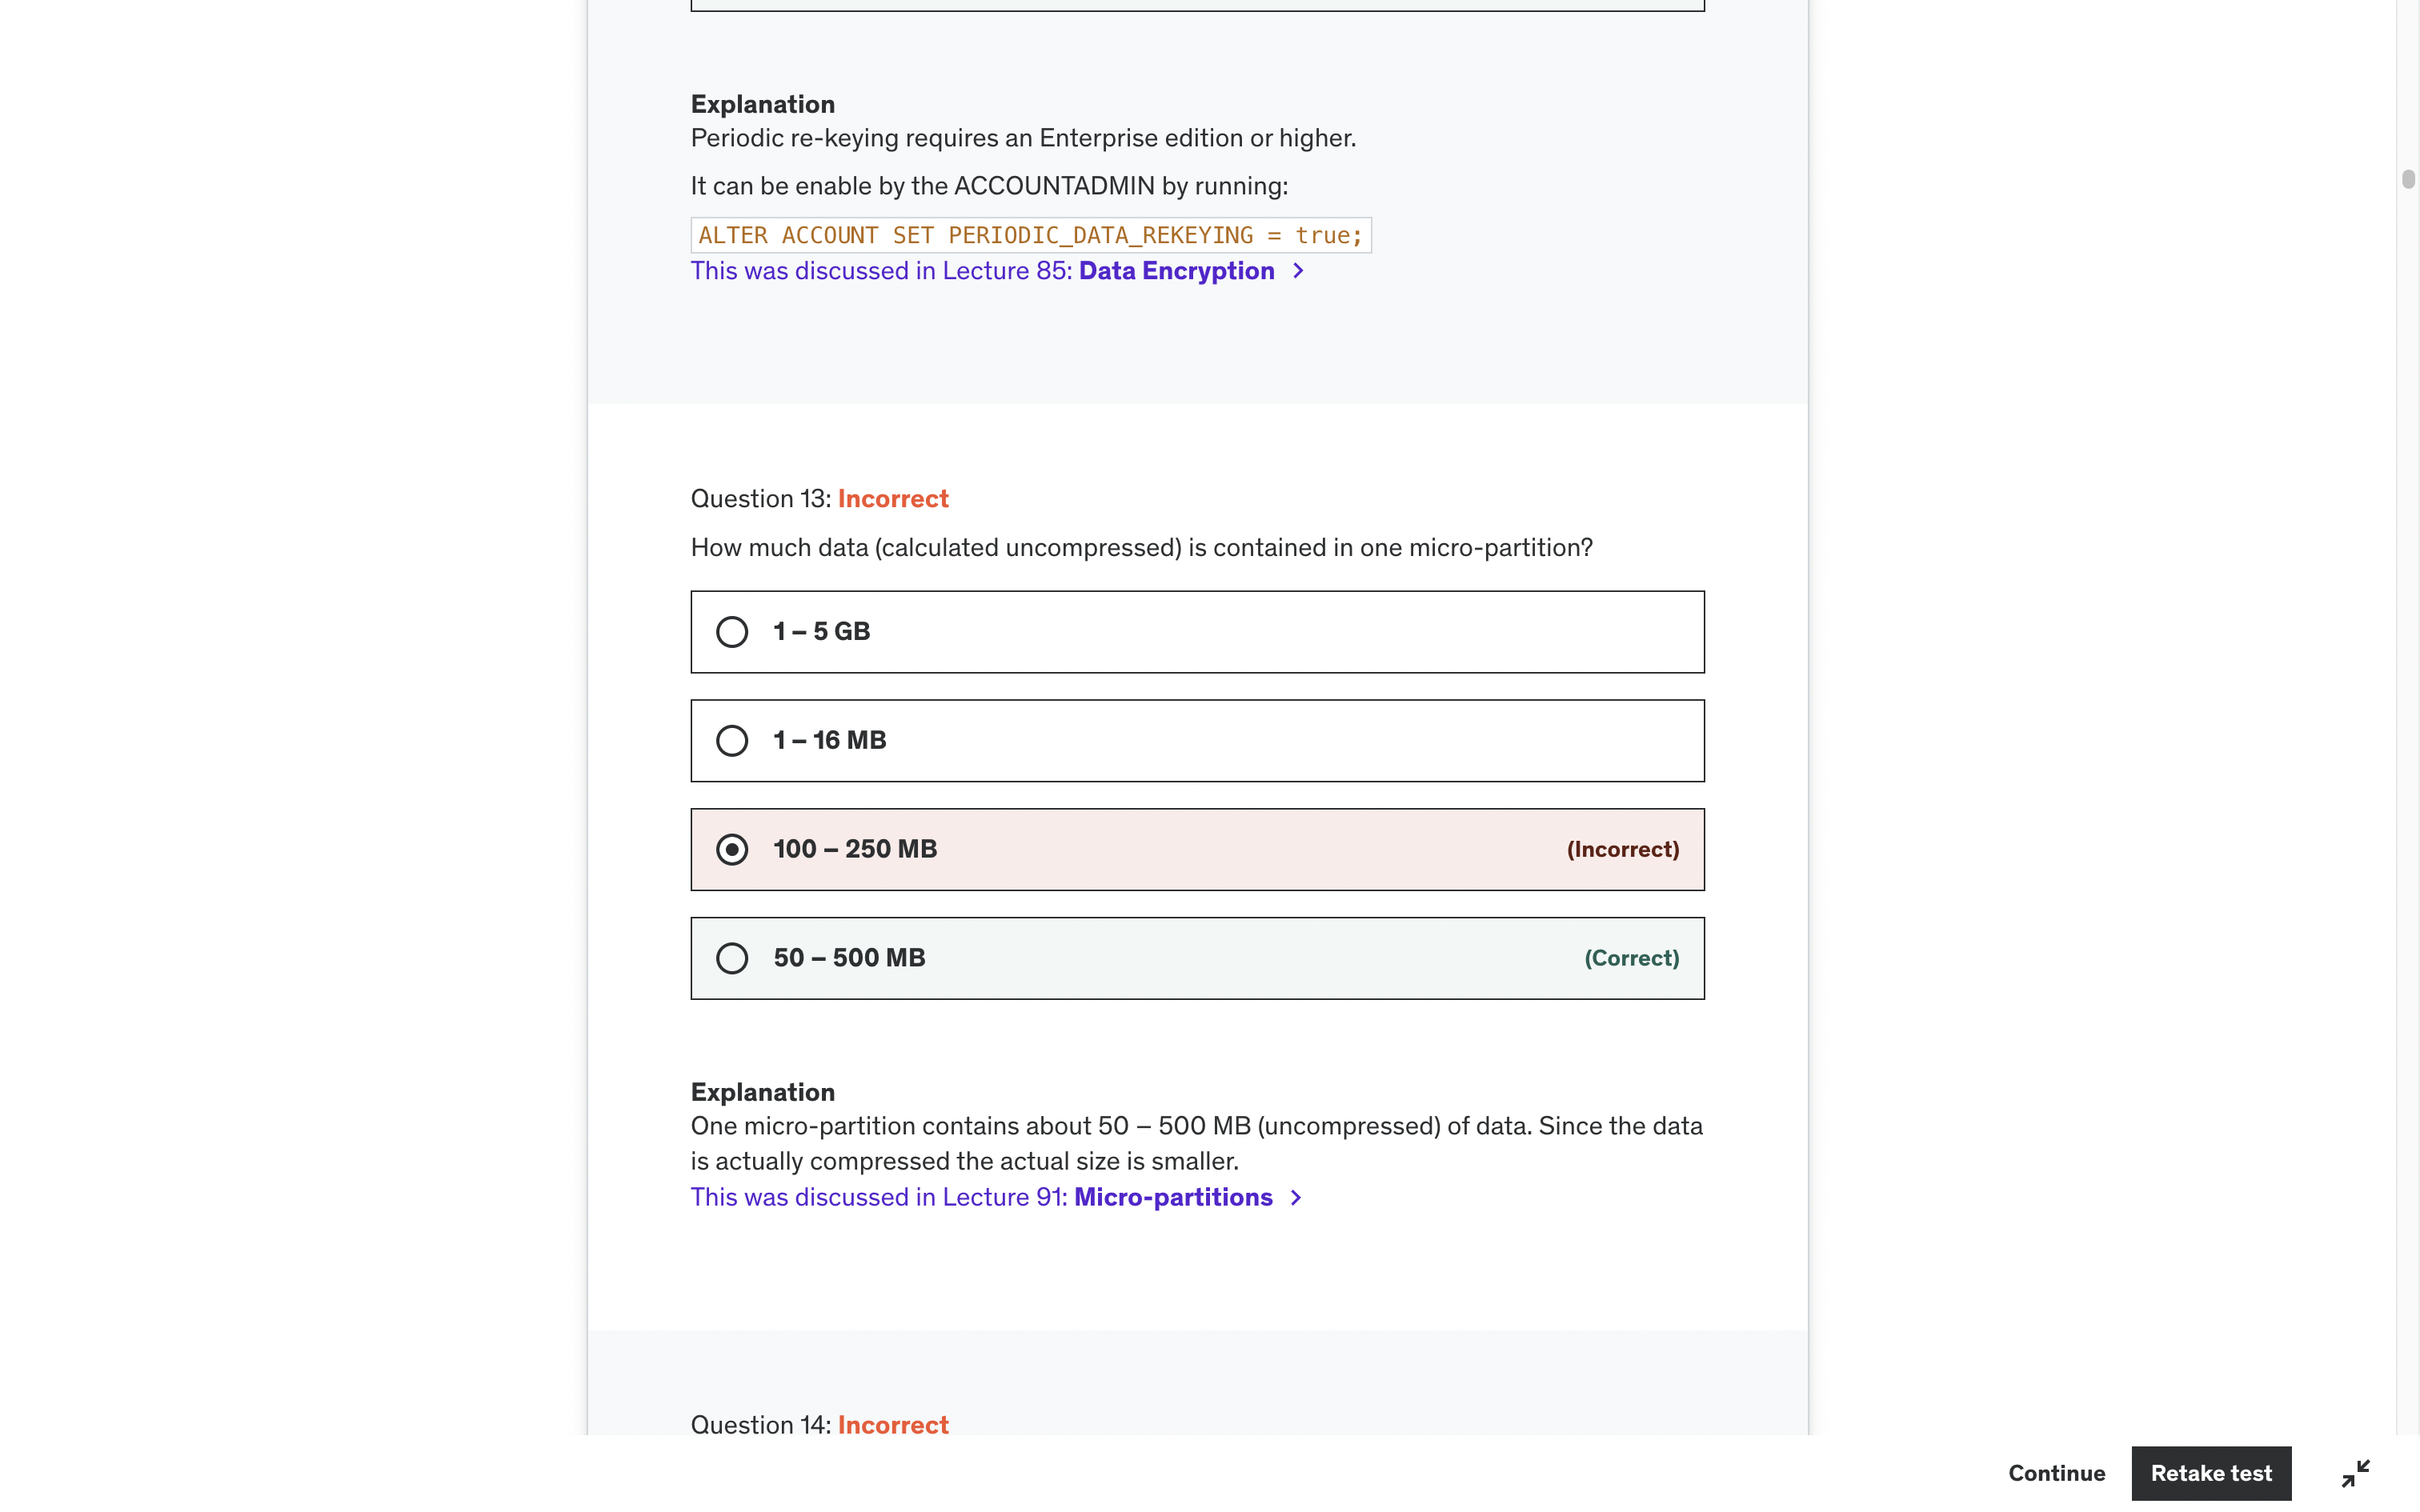 Explanation
Periodic re-keying requires an Enterprise edition or higher.
It can be enable by the ACCOUNTADMIN by running:
ALTER ACCOUNT SET PERIODIC_DATA_REKEYING = true;
This was discussed in Lecture 85: Data Encryption
Question 13: Incorrect
How much data (calculated uncompressed) is contained in one micro-partition?
1 – 5 GB
1 – 16 MB
100 – 250 MB (Incorrect)
50 – 500 MB (Correct)
Explanation
One micro-partition contains about 50 – 500 MB (uncompressed) of data. Since the data
is actually compressed the actual size is smaller.
This was discussed in Lecture 91: Micro-partitions
Question 14: Incorrect
Continue Retake test